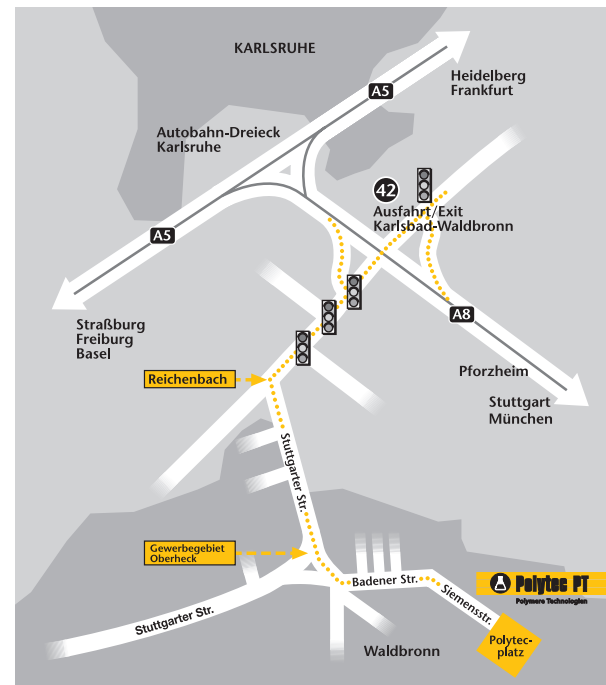 KARLSRUHE
Heidelberg
Frankfurt
A5
Autobahn-Dreieck
Karlsruhe
42
Ausfahrt/Exit
Karlsbad-Waldbronn
A5
A8
Straßburg
Freiburg
Basel
Pforzheim
Stuttgart
München
Reichenbach
Stuttgarter Str.
Gewerbegebiet
Oberheck
Badener Str.
Siemensstr.
Polytec PT
Polymere Technologien
Stuttgarter Str.
Waldbronn
Polytec-
platz